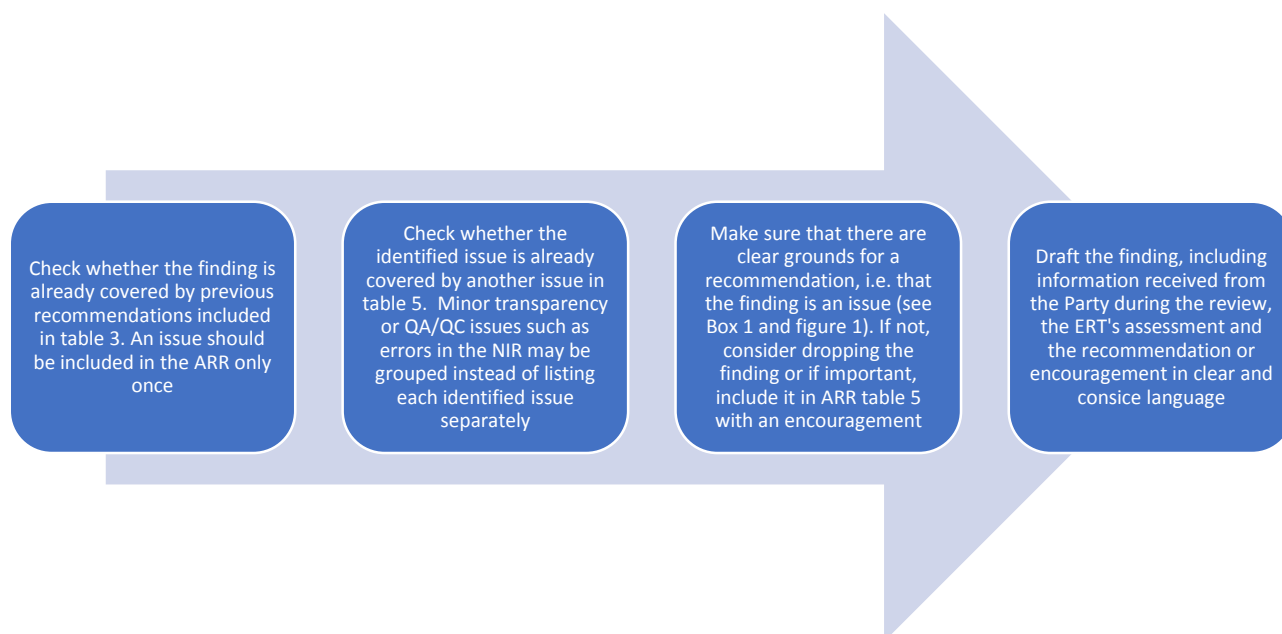 Check whether the finding is
already covered by previous
recommendations included
in table 3. An issue should
be included in the ARR only
once
Check whether the
identified issue is already
covered by another issue in
table 5.  Minor transparency
or QA/QC issues such as
errors in the NIR may be
grouped instead of listing
each identified issue
separately
Make sure that there are
clear grounds for a
recommendation, i.e. that
the finding is an issue (see
Box 1 and figure 1). If not,
consider dropping the
finding or if important,
include it in ARR table 5
with an encouragement
Draft the finding, including
information received from
the Party during the review,
the ERT's assessment and
the recommendation or
encouragement in clear and
consice language